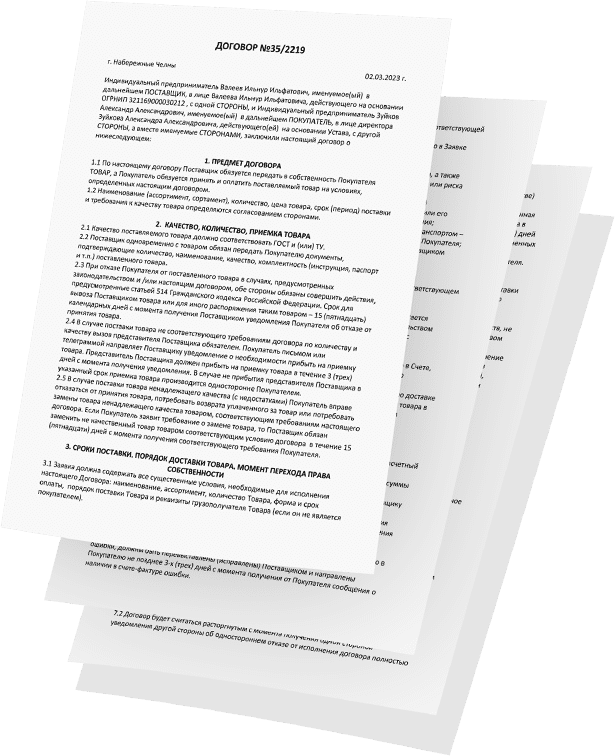 ДОГОВОР №35/2219
г. Набережные Челны
02.03.2023 г.
Индивидуальный предприниматель Валеев Ильнур Ильфатович, именуемое(ый) в
дальнейшем ПОСТАВЩИК, в лице Валеева Ильнур Ильфатовича, действующего на основании
ОГРНИП 321169000030212 , с одной СТОРОНЫ, и Индивидуальный предприниматель Зуйков
Александр Александрович, именуемое(ый) в дальнейшем ПОКУПАТЕЛЬ, в лице директора
Зуйкова Александра Александровича, действующего(ей) на основании Устава, с другой
СТОРОНЫ, а вместе именуемые СТОРОНАМИ, заключили настоящий договор о
нижеследующем:
1. ПРЕДМЕТ ДОГОВОРА
1.1 По настоящему договору Поставщик обязуется передать в собственность Покупателя
ТОВАР, а Покупатель обязуется принять и оплатить поставляемый товар на условиях,
определенных настоящим договором.
1.2 Наименование (ассортимент, сортамент), количество, цена товара, срок (период) поставки
и требования к качеству товара определяются согласованием сторонами.
2. КАЧЕСТВО, КОЛИЧЕСТВО, ПРИЕМКА ТОВАРА
2.1 Качество поставляемого товара должно соответствовать ГОСТ и (или) ТУ.
2.2 Поставщик одновременно с товаром обязан передать Покупателю документы,
подтверждающие количество, наименование, качество, комплектность (инструкция, паспорт
и т.п.) поставленного товара.
2.3 При отказе Покупателя от поставленного товара в случаях, предусмотренных
законодательством и /или настоящим договором, обе стороны обязаны совершить действия,
предусмотренные статьей 514 Гражданского кодекса Российской Федерации. Срок для
вывоза Поставщиком товара или для иного распоряжения таким товаром – 15 (пятнадцать)
календарных дней с момента получения Поставщиком уведомления Покупателя об отказе от
принятия товара.
2.4 В случае поставки товара не соответствующего требованиям договора по количеству и
качеству вызов представителя Поставщика обязателен. Покупатель письмом или
телеграммой направляет Поставщику уведомление о необходимости прибыть на приемку
товара. Представитель Поставщика должен прибыть на приемку товара в течение 3 (трех)
дней с момента получения уведомления. В случае не прибытия представителя Поставщика в
указанный срок приемка товара производится односторонне Покупателем.
2.5 В случае поставки товара ненадлежащего качества (с недостатками) Покупатель вправе
отказаться от принятия товара, потребовать возврата уплаченного за товар или потребовать
замены товара ненадлежащего качества товаром, соответствующим требованиям настоящего
договора. Если Покупатель заявит требование о замене товара, то Поставщик обязан
заменить не качественный товар товаром соответствующим условию договора в течение 15
(пятнадцати) дней с момента получения соответствующего требования Покупателя.
3. СРОКИ ПОСТАВКИ. ПОРЯДОК ДОСТАВКИ ТОВАРА. МОМЕНТ ПЕРЕХОДА ПРАВА
СОБСТВЕННОСТИ
3.1 Заявка должна содержать все существенные условия, необходимые для исполнения
настоящего Договора: наименование, ассортимент, количество Товара, форма и срок
оплаты, порядок поставки Товара и реквизиты грузополучателя Товара (если он не является
покупателем).
ошибки, должны быть перевыставлены (исправлены) Поставщиком и направлены
Покупателю не позднее 3-х (трех) дней с момента получения от Покупателя сообщения о
наличии в счете-фактуре ошибки.
7.2 Договор будет считаться расторгнутым с момента получения одной стороной
уведомления другой стороны об одностороннем отказе от исполнения договора полностью